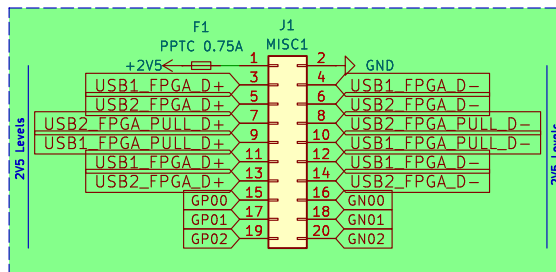 F1
J1
PPTC 0.75A
MISC1
+2V5
1
2
GND
USB1_FPGA_D+
3
4
USB1_FPGA_D-
USB2_FPGA_D+
5
6
USB2_FPGA_D-
USB2_FPGA_PULL_D+
7
8
USB2_FPGA_PULL_D-
USB1_FPGA_PULL_D+
9
10
USB1_FPGA_PULL_D-
USB1_FPGA_D+
11
12
USB1_FPGA_D-
USB2_FPGA_D+
13
14
USB2_FPGA_D-
GP00
15
16
GN00
GP01
17
18
GN01
GP02
19
20
GN02
2V5 Levels
2V5 Levels